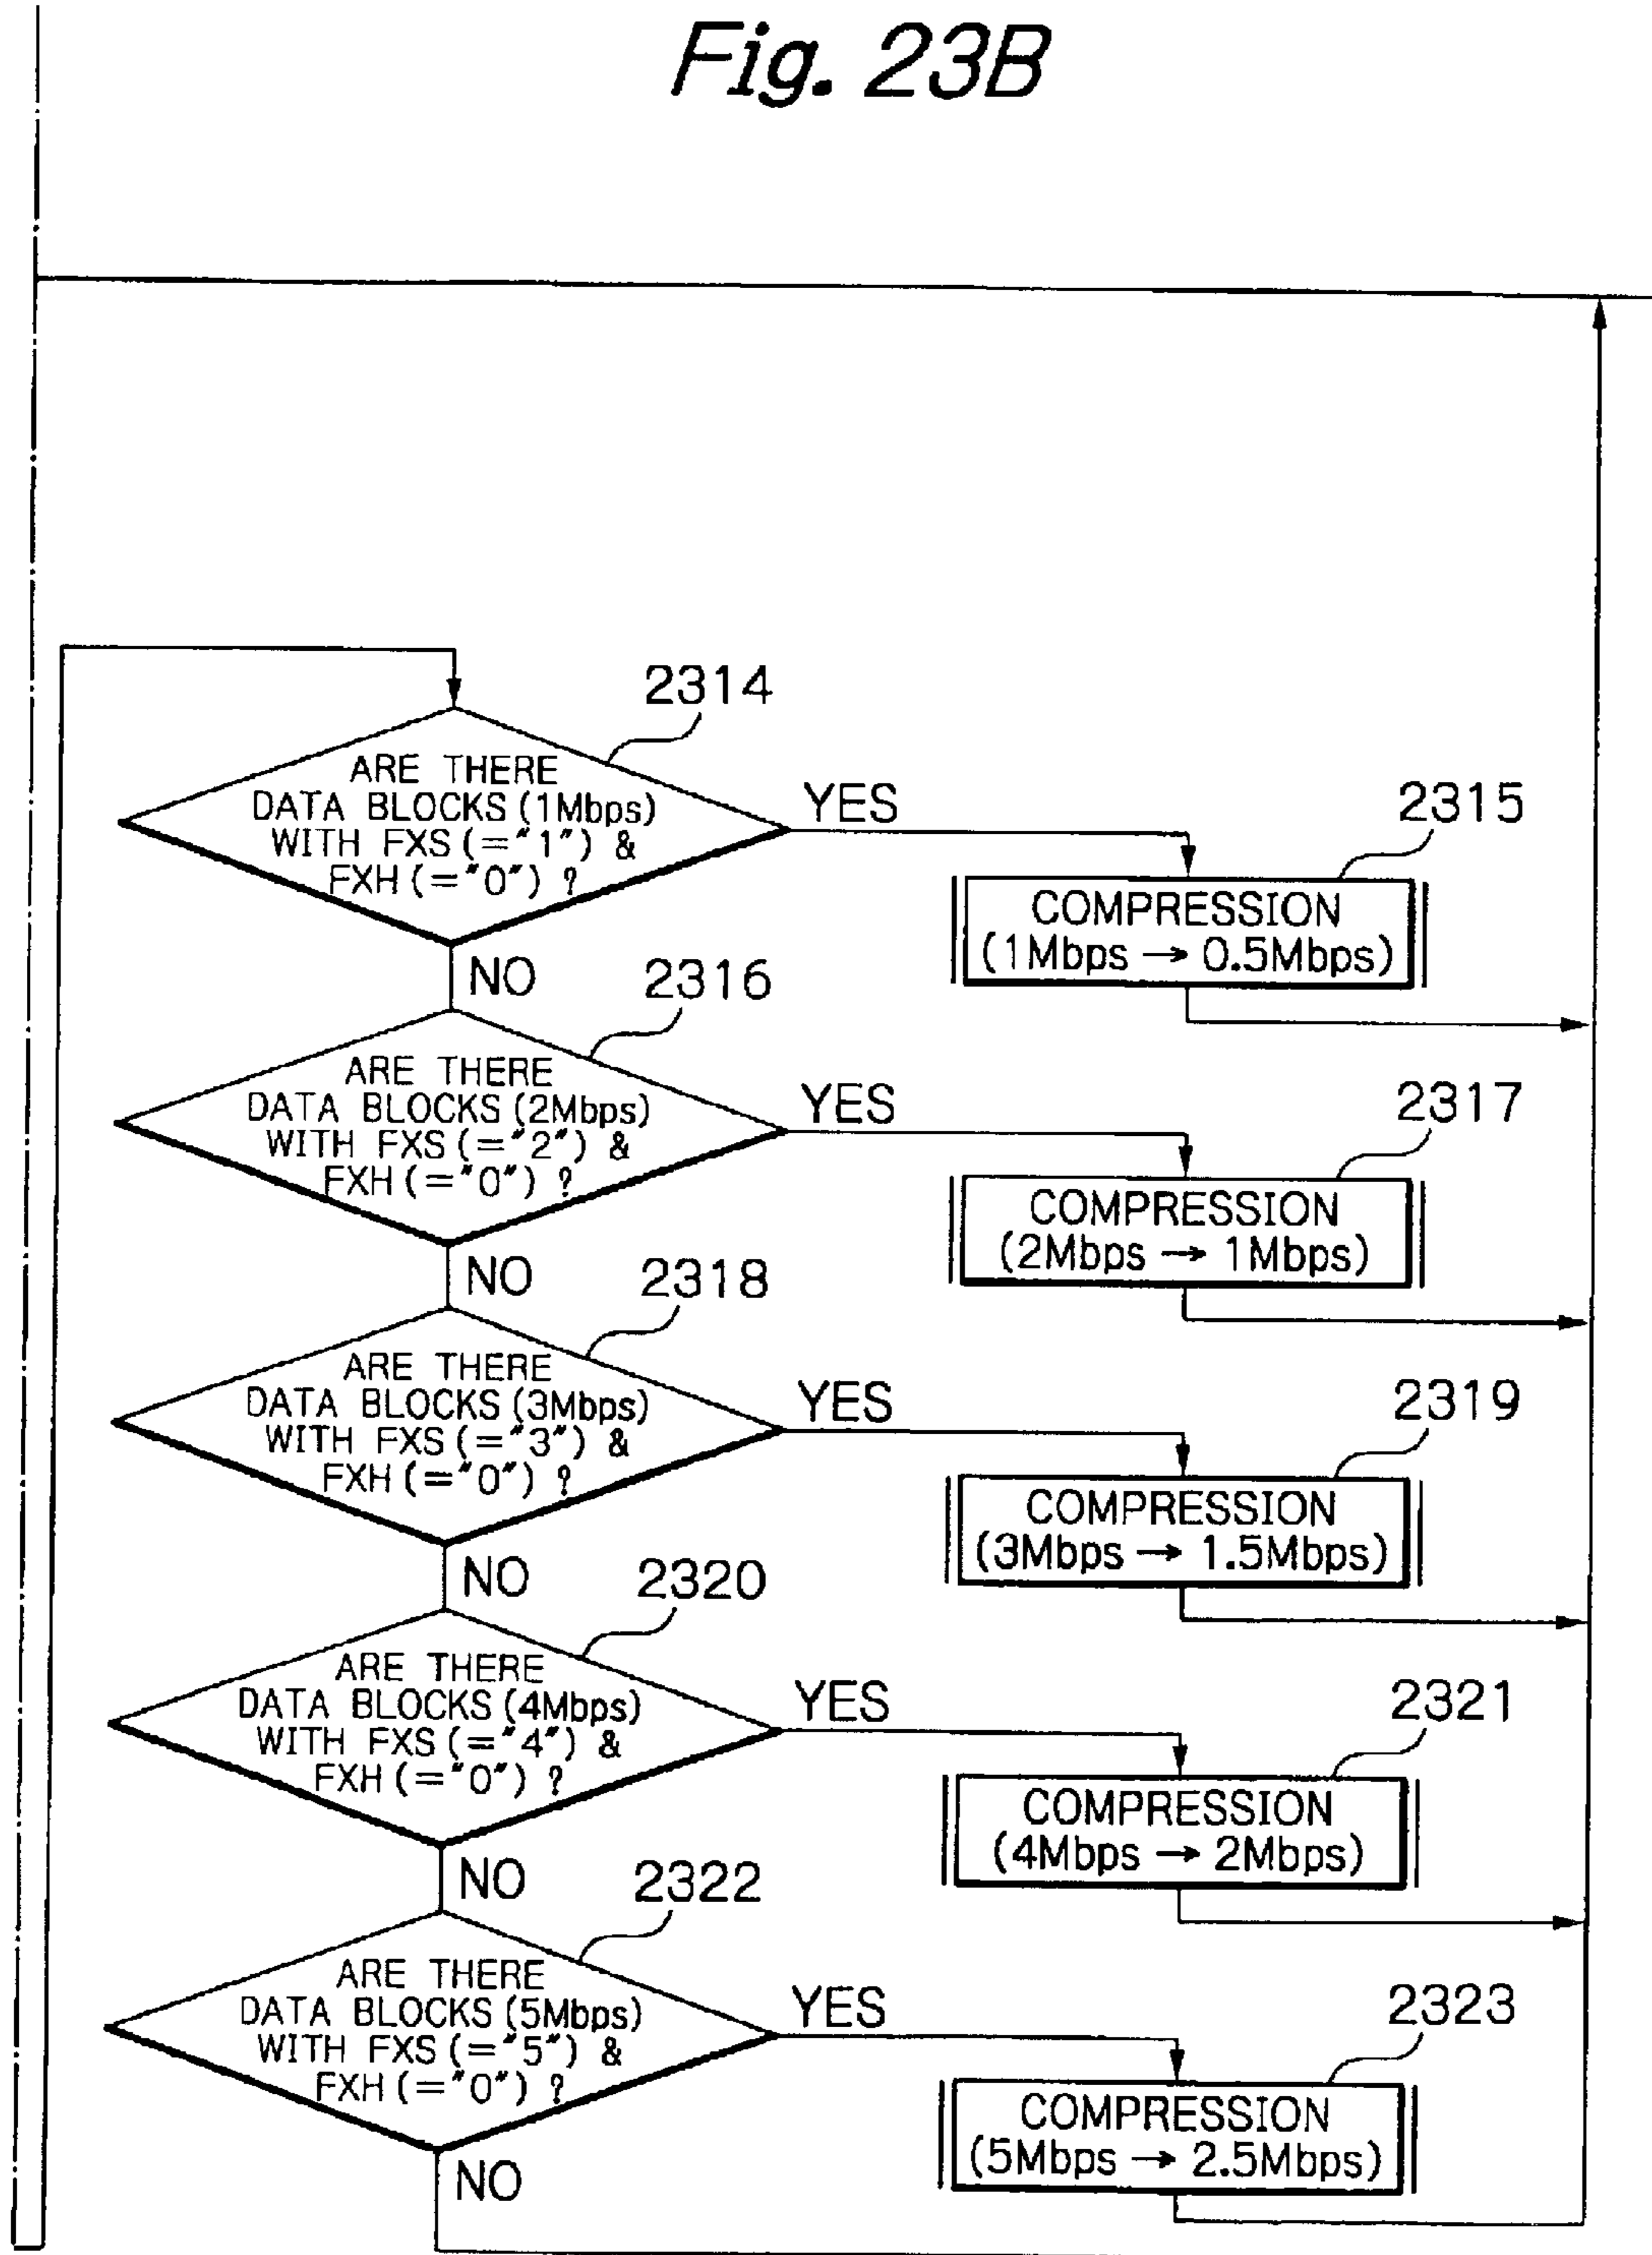 Fig. 23B
2314
ARE THERE
DATA BLOCKS (1Mbps)
WITH FXS (="1") &
FXH (="0") ?
YES
2315
COMPRESSION
(1Mbps → 0.5Mbps)
NO
2316
ARE THERE
DATA BLOCKS (2Mbps)
WITH FXS (="2") &
FXH (="0") ?
YES
2317
COMPRESSION
(2Mbps → 1Mbps)
NO
2318
ARE THERE
DATA BLOCKS (3Mbps)
WITH FXS (="3") &
FXH (="0") ?
YES
2319
COMPRESSION
(3Mbps → 1.5Mbps)
NO
2320
ARE THERE
DATA BLOCKS (4Mbps)
WITH FXS (="4") &
FXH (="0") ?
YES
2321
COMPRESSION
(4Mbps → 2Mbps)
NO
2322
ARE THERE
DATA BLOCKS (5Mbps)
WITH FXS (="5") &
FXH (="0") ?
YES
2323
COMPRESSION
(5Mbps → 2.5Mbps)
NO